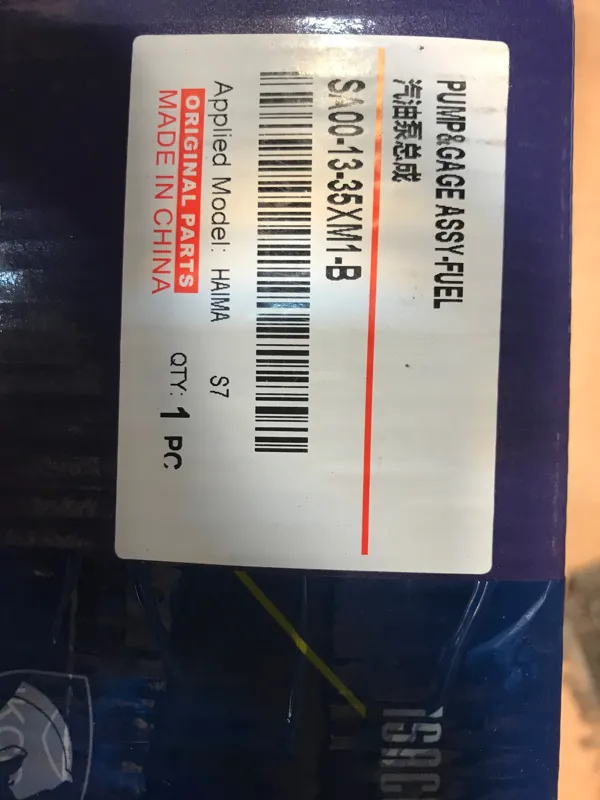 PUMP&GAGE ASSY-FUEL
汽油泵总成
SA00-13-35XM1-B
Applied Model: HAIMA S7
ORIGINAL PARTS
MADE IN CHINA
QTY: 1 PC
ISAC